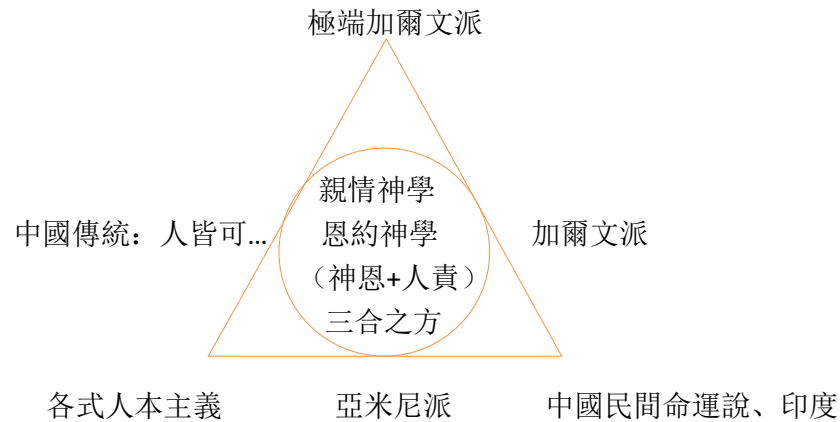 極端加爾文派
親情神學
中國傳統：人皆可... 恩約神學 加爾文派
（神恩+人責）
三合之方
各式人本主義 亞米尼派 中國民間命運說、印度